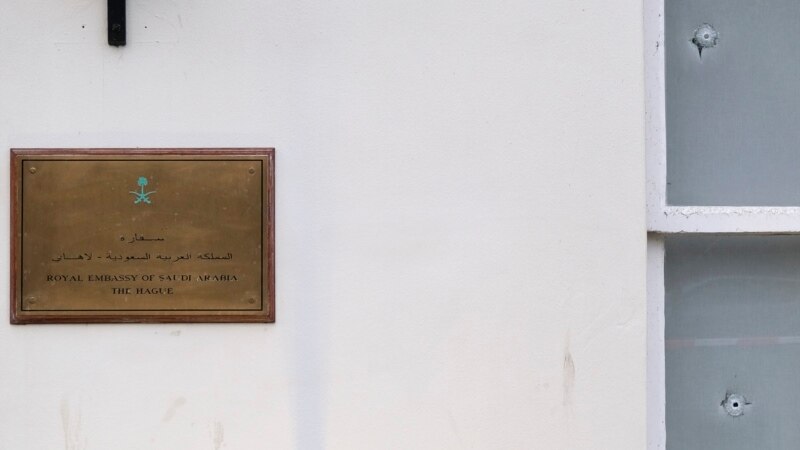 سفارة
المملكة العربية السعودية - لاهاي
ROYAL EMBASSY OF SAUDI ARABIA
THE HAGUE